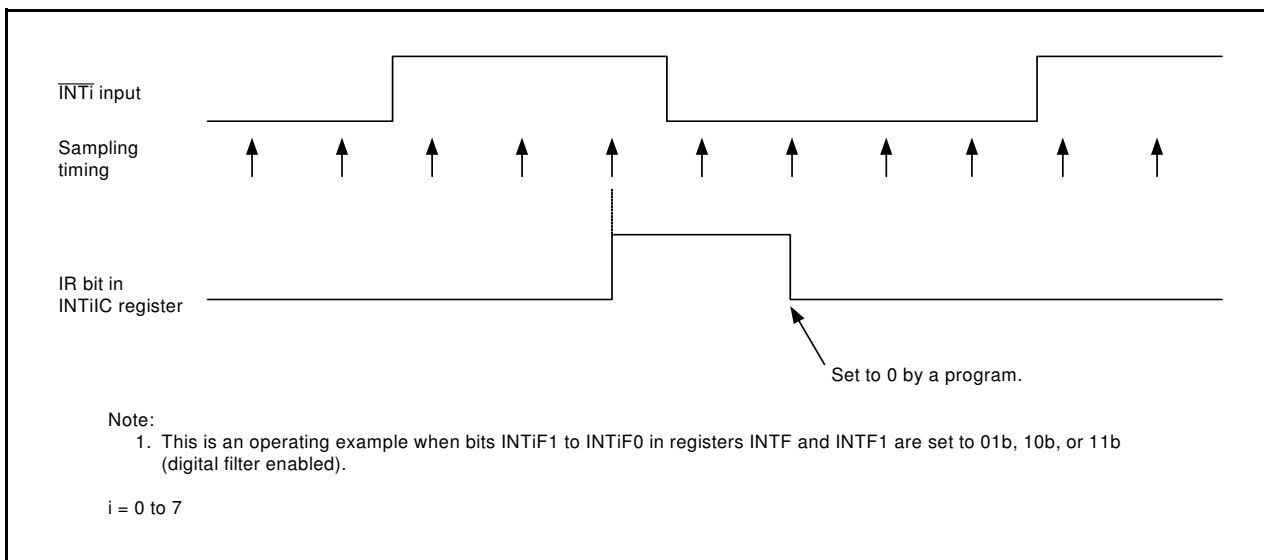 INTi input
Sampling
timing
IR bit in
INTiIC register
Set to 0 by a program.
Note:
1. This is an operating example when bits INTiF1 to INTiF0 in registers INTF and INTF1 are set to 01b, 10b, or 11b
(digital filter enabled).
i = 0 to 7